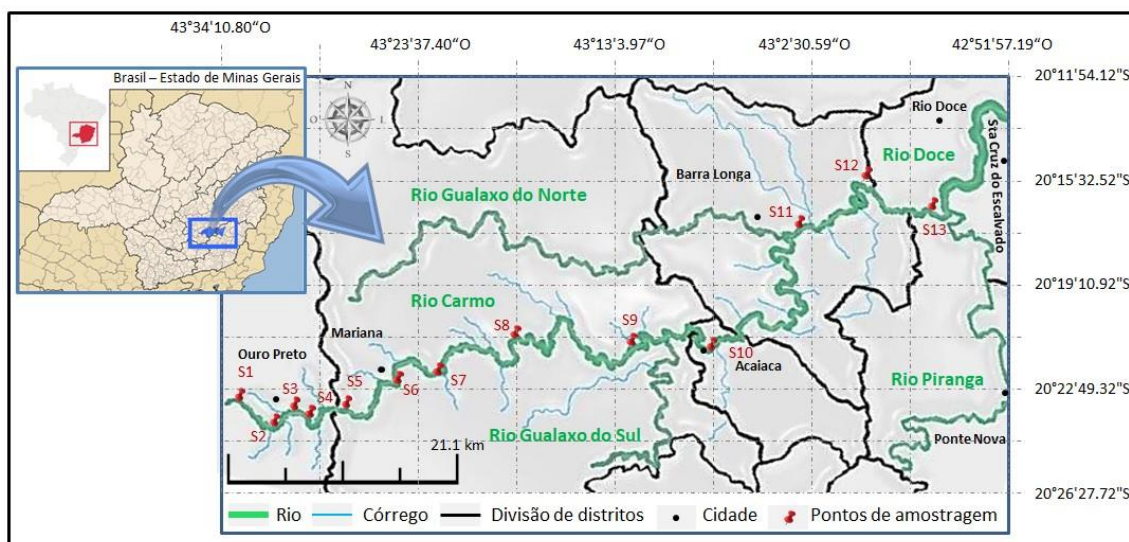 43°34'10.80“O
43°23'37.40“O
43°13'33.97“O
43°2'30.59“O
42°51'57.19“O
Brasil – Estado de Minas Gerais
20°11'54.12"S
N
O
L
S
Rio Doce
Rio Doce
Sta Cruz do Escalvado
S12
Barra Longa
20°15'32.52"S
Rio Gualaxo do Norte
S11
S13
20°19'10.92"S
Rio Carmo
Mariana
S8
S9
S10
Ouro Preto
Acaiaca
S1
S3
S4
S5
S6
S7
Rio Piranga
20°22'49.32"S
S2
Rio Gualaxo do Sul
21.1 km
Ponte Nova
20°26'27.72"S
Rio
Córrego
Divisão de distritos
Cidade
Pontos de amostragem